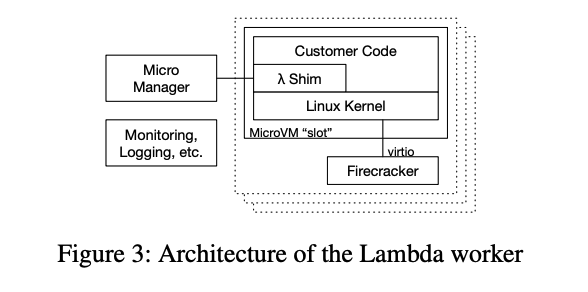 Customer Code
Micro
Manager
λ Shim
Linux Kernel
MicroVM “slot”
Monitoring,
Logging, etc.
virtio
Firecracker
Figure 3: Architecture of the Lambda worker